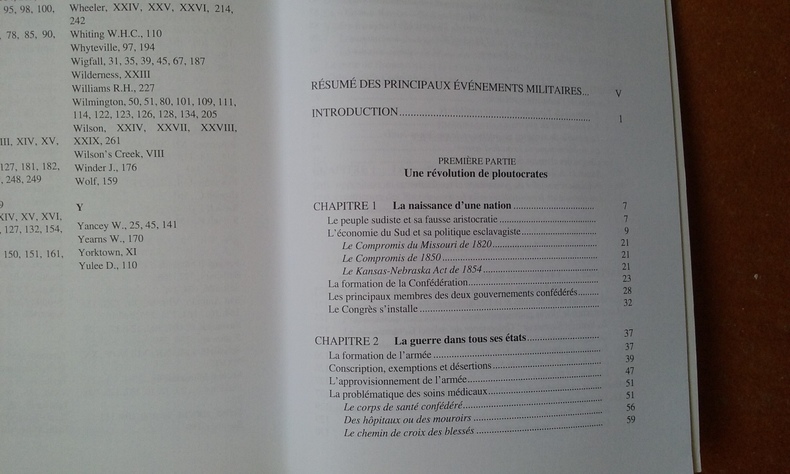 95, 98, 100,
78, 85, 90,
III, XIV, XV,
127, 181, 182,
, 248, 249
9
XIV, XV, XVI,
127, 132, 154,
150, 151, 161,
Wheeler, XXIV, XXV, XXVI, 214,
242
Whiting W.H.C., 110
Whyteville, 97, 194
Wigfall, 31, 35, 39, 45, 67, 187
Wilderness, XXIII
Williams R.H., 227
Wilmington, 50, 51, 80, 101, 109, 111,
114, 122, 123, 126, 128, 134, 205
Wilson, XXIV, XXVII, XXVIII,
XXIX, 261
Wilson's Creek, VIII
Winder J., 176
Wolf, 159
Y
Yancey W., 25, 45, 141
Yearns W., 170
Yorktown, XI
Yulee D., 110
RÉSUMÉ DES PRINCIPAUX ÉVÉNEMENTS MILITAIRES... V
INTRODUCTION 1
PREMIÈRE PARTIE
Une révolution de ploutocrates
CHAPITRE 1 La naissance d'une nation 7
Le peuple sudiste et sa fausse aristocratie 7
L'économie du Sud et sa politique esclavagiste 9
Le Compromis du Missouri de 1820 21
Le Compromis de 1850 21
Le Kansas-Nebraska Act de 1854 21
La formation de la Confédération 23
Les principaux membres des deux gouvernements confédérés 28
Le Congrès s'installe 32
CHAPITRE 2 La guerre dans tous ses états 37
La formation de l'armée 37
Conscription, exemptions et désertions 39
L'approvisionnement de l'armée 47
La problématique des soins médicaux 51
Le corps de santé confédéré 51
Des hôpitaux ou des mouroirs 56
Le chemin de croix des blessés 59